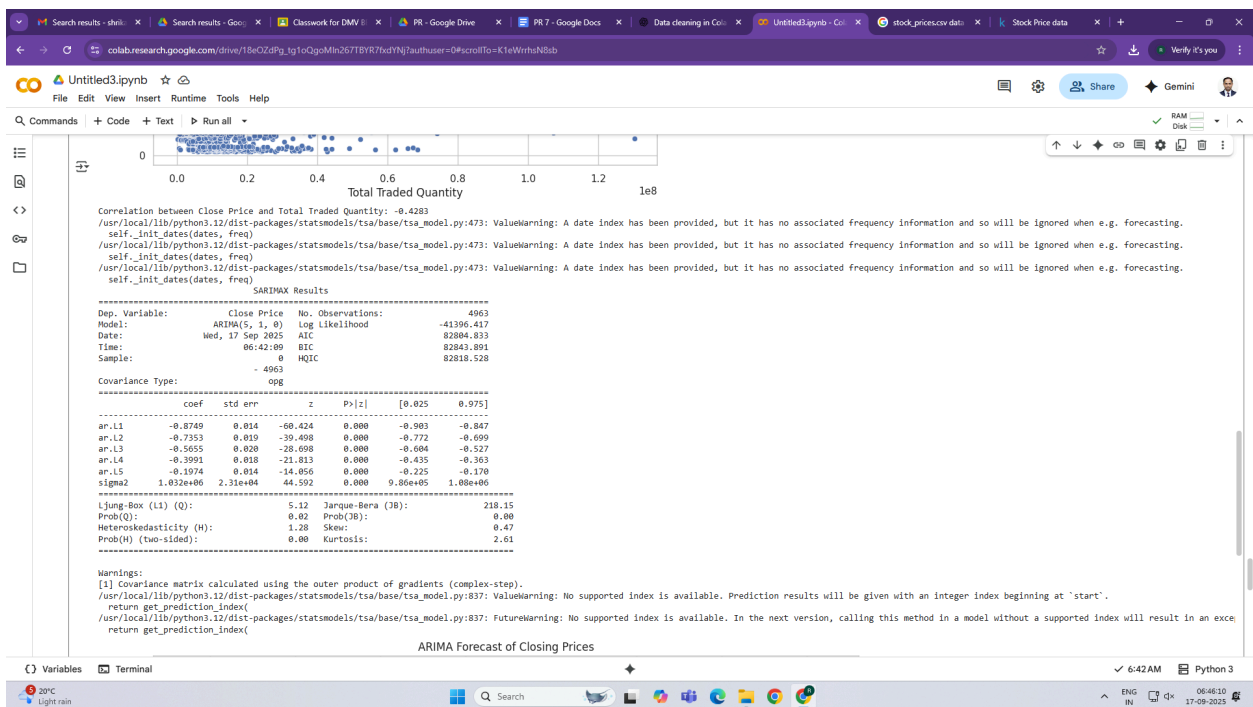 Search results - shrik
Search results - Goog
Classwork for DMV B
PR - Google Drive
PR 7 - Google Docs
Data cleaning in Cola
Untitled3.ipynb - Col
stock_prices.csv data
Stock Price data
colab.research.google.com/drive/18eOZdPg_tg1oQgoMIn267TBYR7fxdYNj?authuser=0#scrollTo=K1eWrrhsN8sb
Verify it's you
CO Untitled3.ipynb
Share Gemini
File Edit View Insert Runtime Tools Help
Commands + Code + Text Run all
RAM
Disk
0
0.0 0.2 0.4 0.6 0.8 1.0 1.2
Total Traded Quantity 1e8
Correlation between Close Price and Total Traded Quantity: -0.4283
/usr/local/lib/python3.12/dist-packages/statsmodels/tsa/base/tsa_model.py:473: ValueWarning: A date index has been provided, but it has no associated frequency information and so will be ignored when e.g. forecasting.
self._init_dates(dates, freq)
/usr/local/lib/python3.12/dist-packages/statsmodels/tsa/base/tsa_model.py:473: ValueWarning: A date index has been provided, but it has no associated frequency information and so will be ignored when e.g. forecasting.
self._init_dates(dates, freq)
/usr/local/lib/python3.12/dist-packages/statsmodels/tsa/base/tsa_model.py:473: ValueWarning: A date index has been provided, but it has no associated frequency information and so will be ignored when e.g. forecasting.
self._init_dates(dates, freq)
SARIMAX Results
==============================================================================
Dep. Variable: Close Price No. Observations: 4963
Model: ARIMA(5, 1, 0) Log Likelihood -41396.417
Date: Wed, 17 Sep 2025 AIC 82804.833
Time: 06:42:09 BIC 82843.891
Sample: 0 HQIC 82818.528
- 4963
Covariance Type: opg
==============================================================================
coef std err z P>|z| [0.025 0.975]
------------------------------------------------------------------------------
ar.L1 -0.8749 0.014 -60.424 0.000 -0.903 -0.847
ar.L2 -0.7353 0.019 -39.498 0.000 -0.772 -0.699
ar.L3 -0.5655 0.020 -28.698 0.000 -0.604 -0.527
ar.L4 -0.3991 0.018 -21.813 0.000 -0.435 -0.363
ar.L5 -0.1974 0.014 -14.056 0.000 -0.225 -0.170
sigma2 1.032e+06 2.31e+04 44.592 0.000 9.86e+05 1.08e+06
===================================================================================
Ljung-Box (L1) (Q): 5.12 Jarque-Bera (JB): 218.15
Prob(Q): 0.02 Prob(JB): 0.00
Heteroskedasticity (H): 1.28 Skew: 0.47
Prob(H) (two-sided): 0.00 Kurtosis: 2.61
===================================================================================
Warnings:
[1] Covariance matrix calculated using the outer product of gradients (complex-step).
/usr/local/lib/python3.12/dist-packages/statsmodels/tsa/base/tsa_model.py:837: ValueWarning: No supported index is available. Prediction results will be given with an integer index beginning at `start`.
return get_prediction_index(
/usr/local/lib/python3.12/dist-packages/statsmodels/tsa/base/tsa_model.py:837: FutureWarning: No supported index is available. In the next version, calling this method in a model without a supported index will result in an exce
return get_prediction_index(
ARIMA Forecast of Closing Prices
Variables Terminal 6:42 AM Python 3
5
20°C
Light rain
Search
ENG
IN
06:46:10
17-09-2025